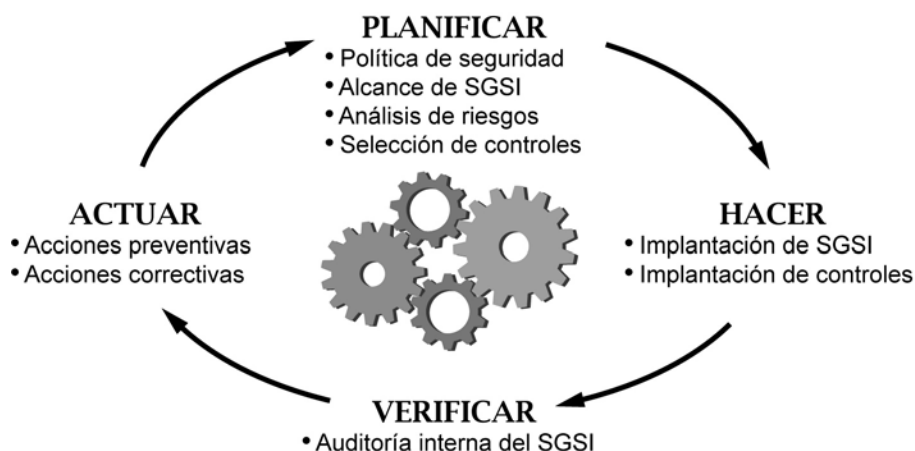 PLANIFICAR
• Política de seguridad
• Alcance de SGSI
• Análisis de riesgos
• Selección de controles
HACER
• Implantación de SGSI
• Implantación de controles
VERIFICAR
• Auditoría interna del SGSI
ACTUAR
• Acciones preventivas
• Acciones correctivas